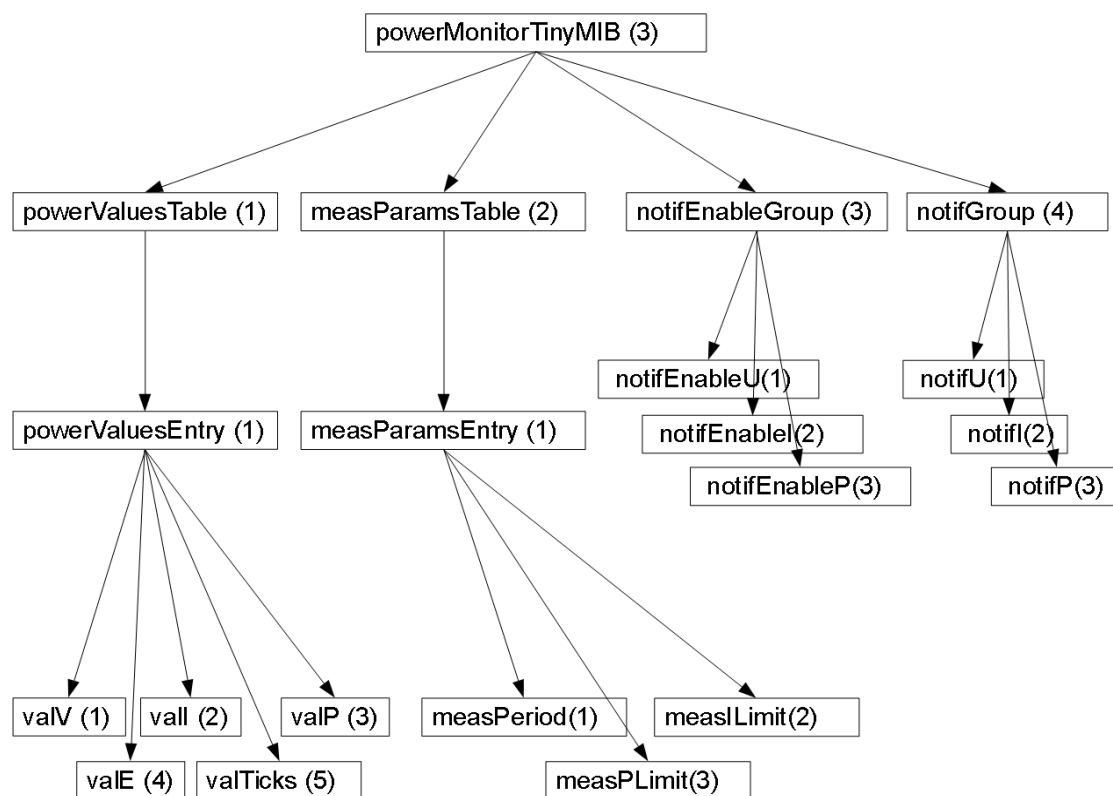 powerMonitorTinyMIB (3)
powerValuesTable (1)
measParamsTable (2)
notifEnableGroup (3)
notifGroup (4)
notifEnableU(1)
notifU(1)
powerValuesEntry (1)
measParamsEntry (1)
notifEnableI(2)
notifI(2)
notifEnableP(3)
notifP(3)
valV (1)
valI (2)
valP (3)
measPeriod(1)
measILimit(2)
valE (4)
valTicks (5)
measPLimit(3)